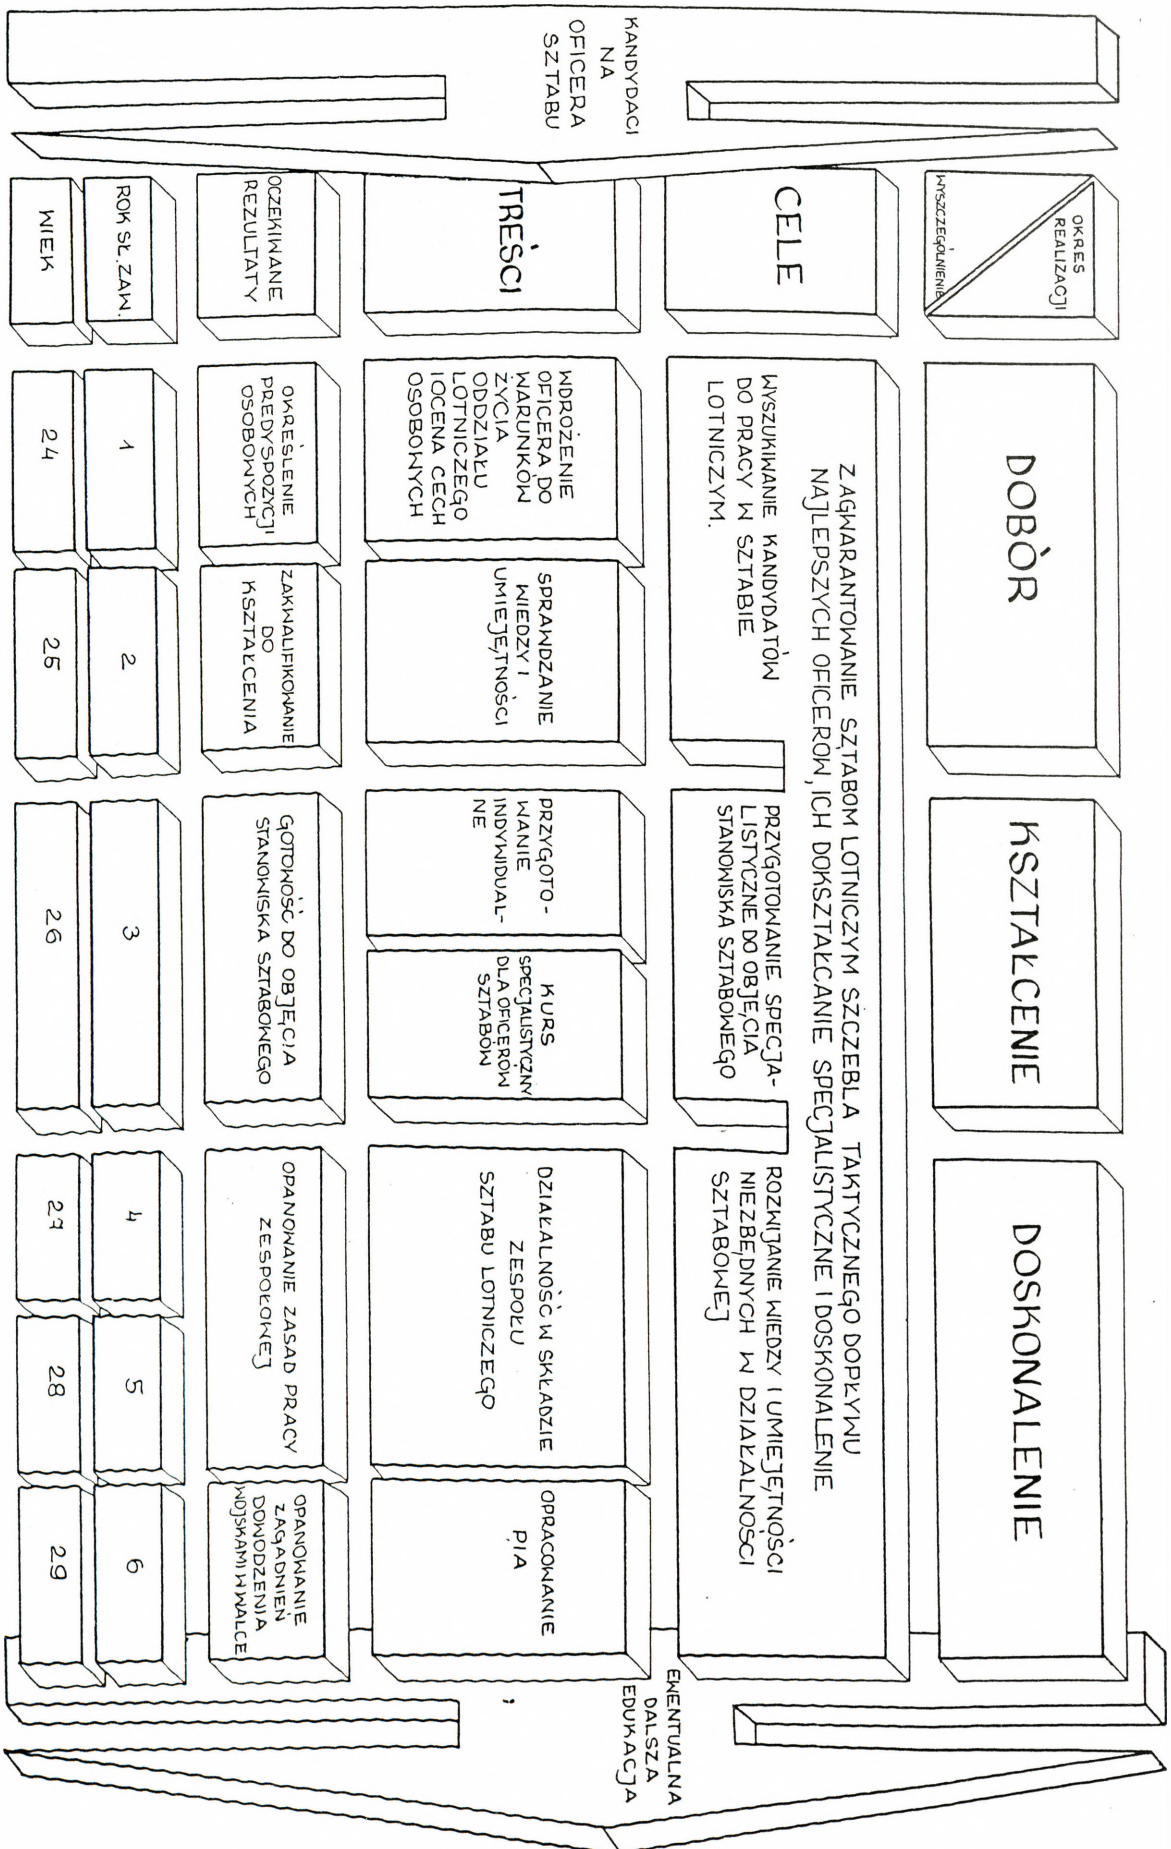 KANDYDACI
NA
OFICERA
SZTABU
OKRES
REALIZACJI
WYSZCZEGÓLNIENIE
DOBÒR
KSZTAŁCENIE
DOSKONALENIE
CELE
ZAGWARANTOWANIE SZTABOM LOTNICZYM SZCZEBLA TAKTYCZNEGO DOPŁYWU
NAJLEPSZYCH OFICEROW, ICH DOKSZTAŁCANIE SPECJALISTYCZNE I DOSKONALENIE
WYSZUKIWANIE KANDYDATÓW
DO PRACY W SZTABIE
LOTNICZYM.
PRZYGOTOWANIE SPECJA-
LISTYCZNE DO OBJĘCIA
STANOWISKA SZTABOWEGO
ROZWIJANIE WIEDZY I UMIEJĘTNOŚCI
NIEZBĘDNYCH W DZIAŁALNOŚCI
SZTABOWEJ
TREŚCI
WDROŻENIE
OFICERA DO
WARUNKÓW
ŻYCIA
ODDZIAŁU
LOTNICZEGO
I OCENA CECH
OSOBOWYCH
SPRAWDZANIE
WIEDZY I
UMIEJĘTNOŚCI
PRZYGOTO-
WANIE
INDYWIDUAL-
NE
KURS
SPECJALISTYCZNY
DLA OFICERÓW
SZTABÓW
DZIAŁALNOŚĆ W SKŁADZIE
ZESPOŁU
SZTABU LOTNICZEGO
OPRACOWANIE
PIA
OCZEKIWANE
REZULTATY
OKREŚLENIE
PREDYSPOZYCJI
OSOBOWYCH
ZAKWALIFIKOWANIE
DO
KSZTAŁCENIA
GOTOWOŚĆ DO OBJĘCIA
STANOWISKA SZTABOWEGO
OPANOWANIE ZASAD PRACY
ZESPOŁOWEJ
OPANOWANIE
ZAGADNIEŃ
DOWODZENIA
WOJSKAMI W WALCE
ROK SŁ. ZAW.
1
2
3
4
5
6
WIEK
24
25
26
27
28
29
EWENTUALNA
DALSZA
EDUKACJA